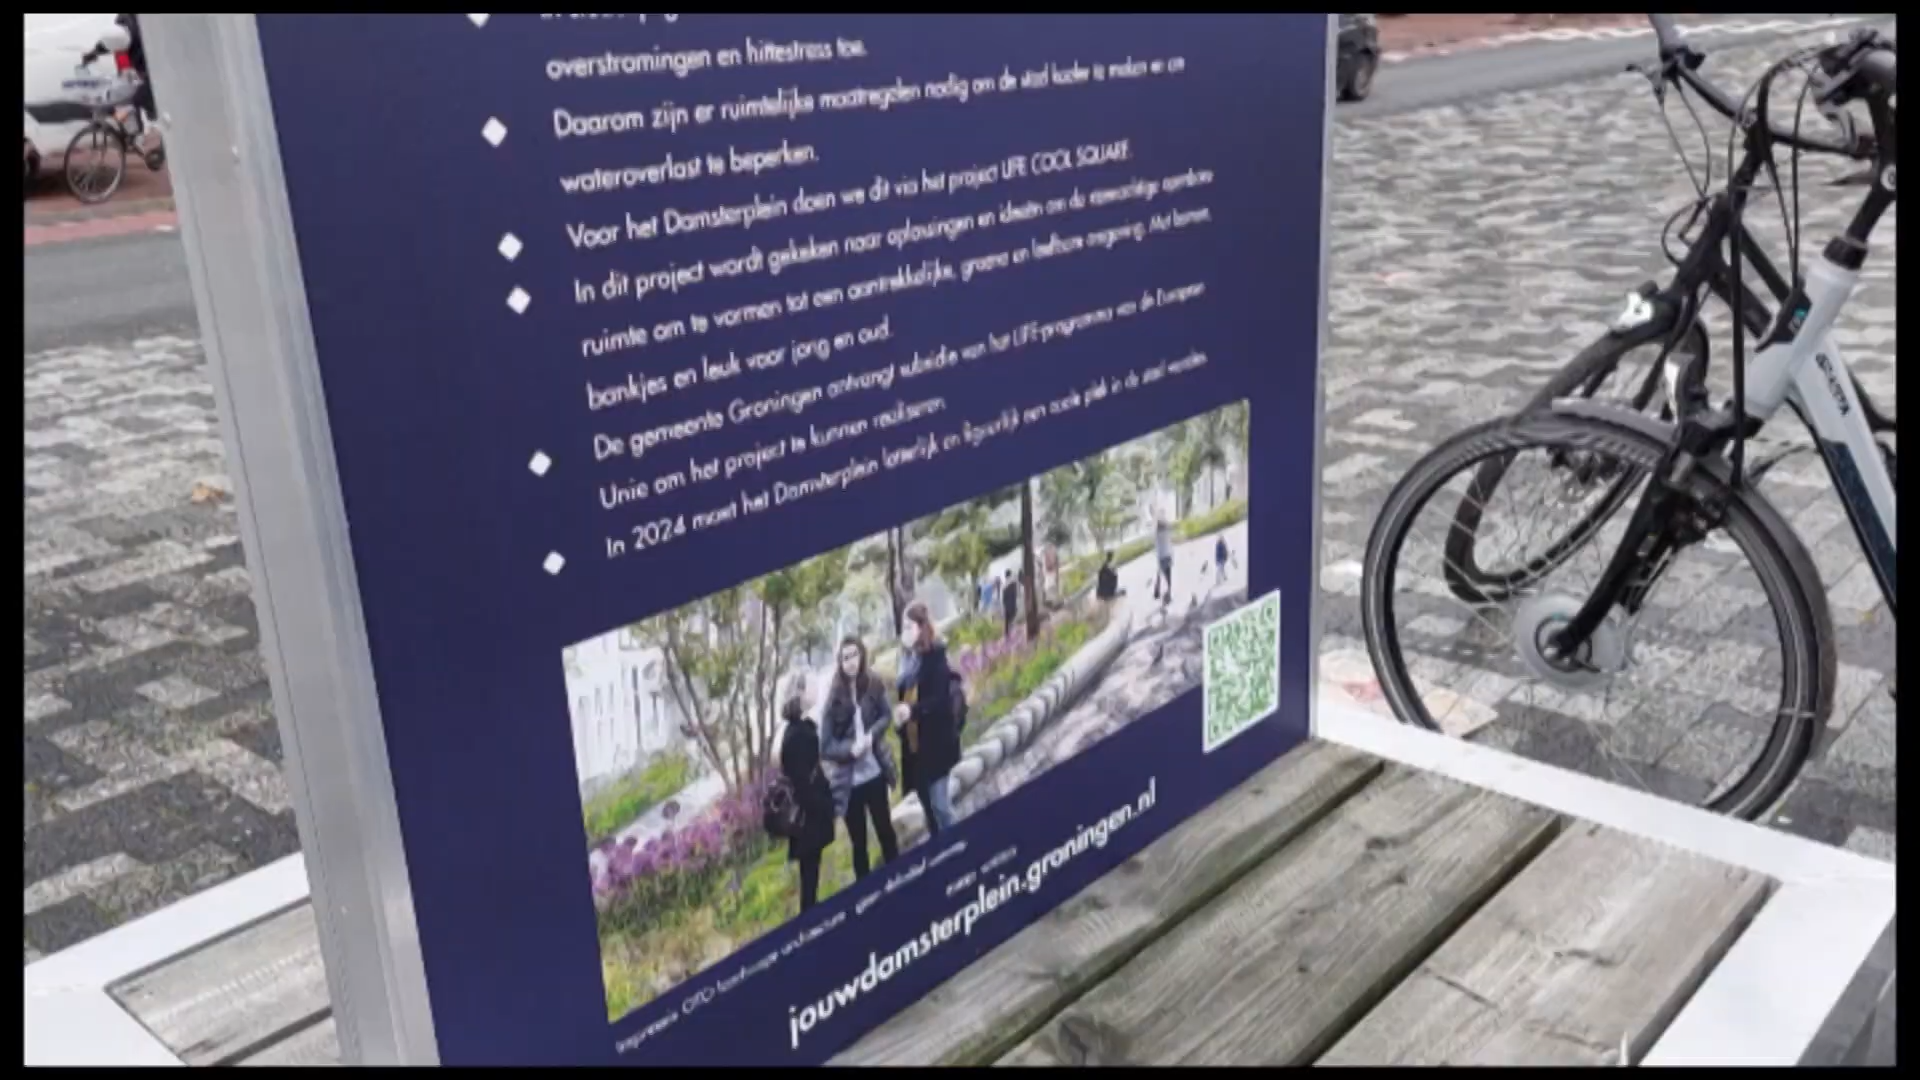 overstromingen en hittestress toe.
Daarom zijn er ruimtelijke maatregelen nodig om de stad koeler te maken en om
wateroverlast te beperken.
Voor het Damsterplein doen we dit via het project LIFE COOL SQUARE.
In dit project wordt gekeken naar oplossingen en ideeën om de openbare
ruimte om te vormen tot een aantrekkelijke, groene en leefbare omgeving. Met bomen,
bankjes en leuk voor jong en oud.
De gemeente Groningen ontvangt subsidie van het LIFE-programma van de Europese
Unie om het project te kunnen realiseren.
In 2024 moet het Damsterplein letterlijk en figuurlijk een coole plek in de stad worden.
jouwdamsterplein.groningen.nl